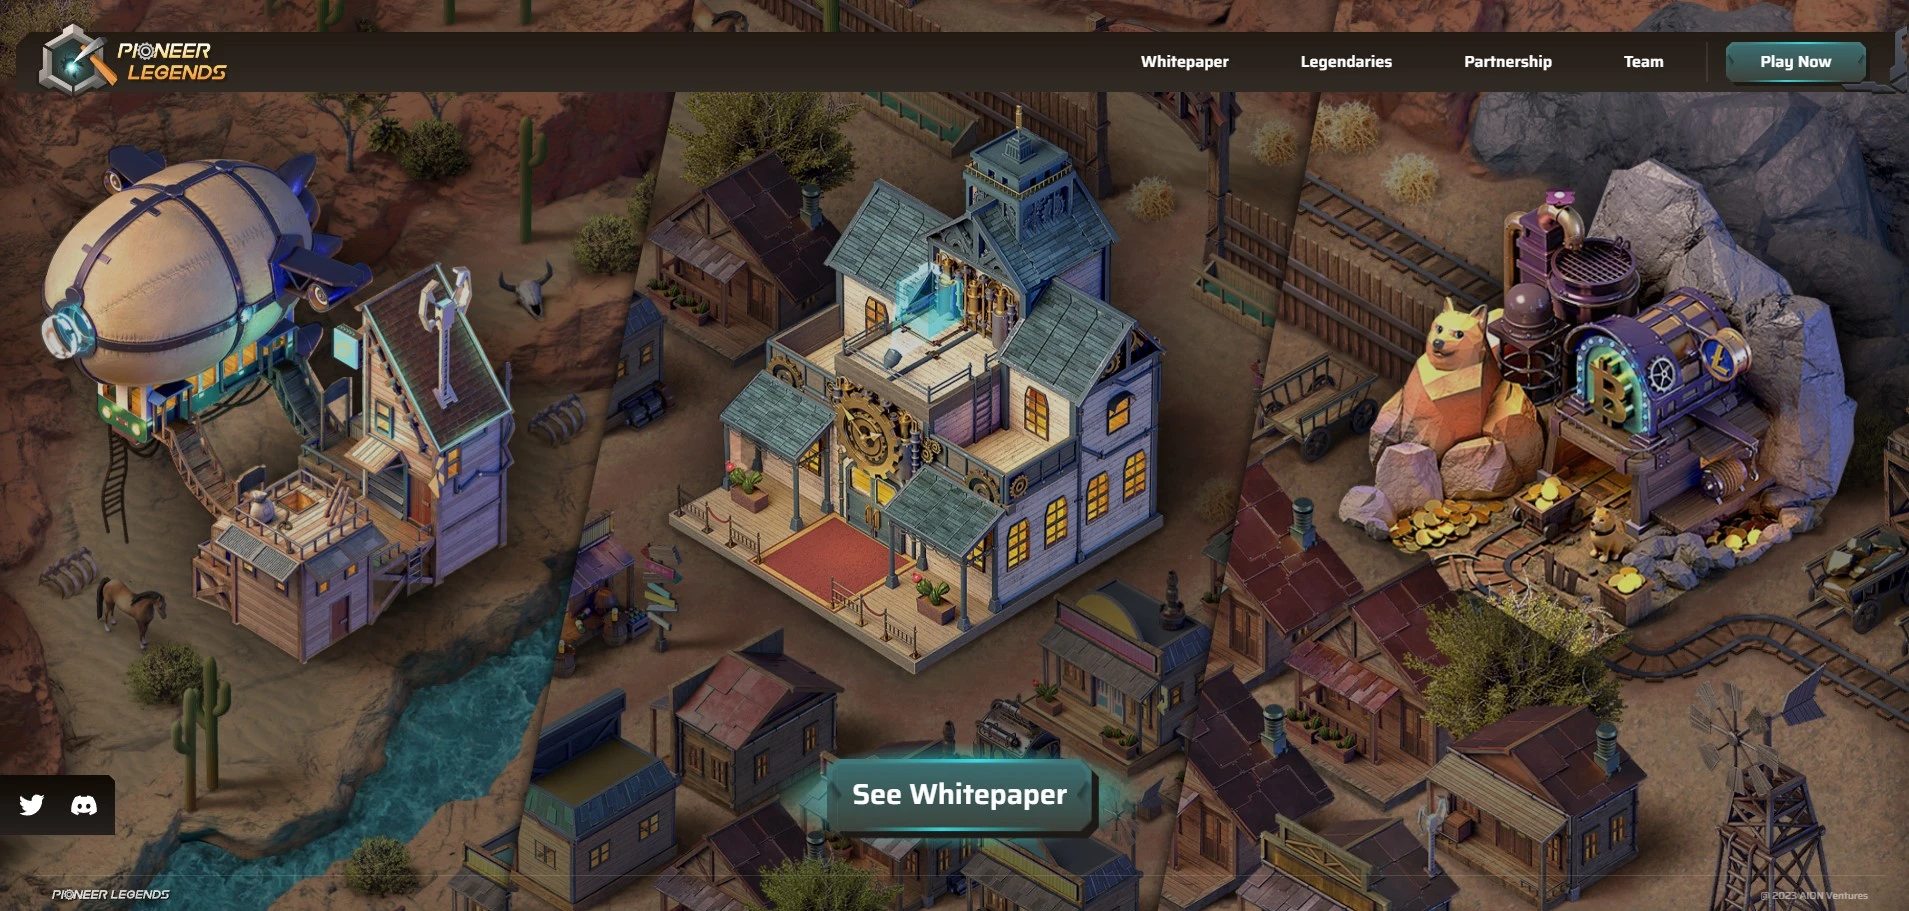 PIONEER
LEGENDS
Whitepaper
Legendaries
Partnership
Team
Play Now
See Whitepaper
PIONEER LEGENDS
@ 2023 AION Ventures